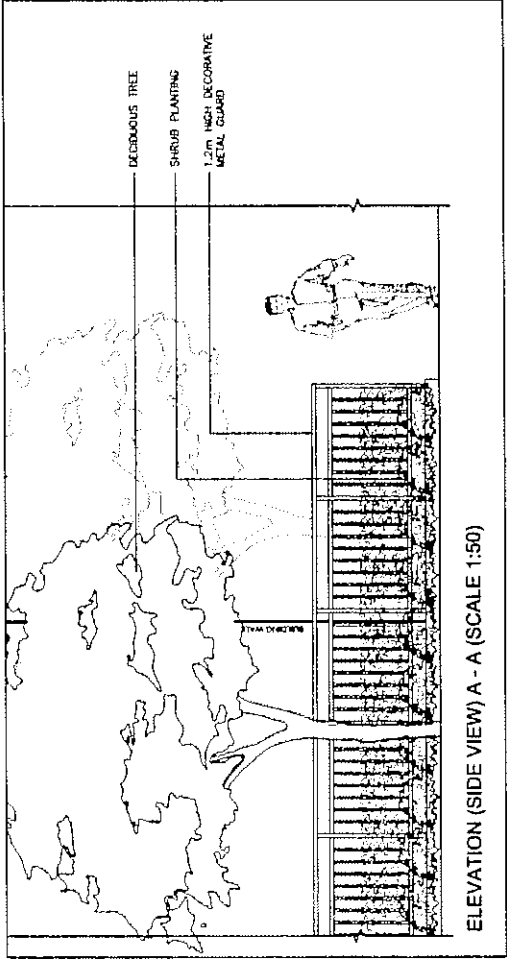 DECIDUOUS TREE
SHRUB PLANTING
1.2m HIGH DECORATIVE
METAL GUARD
BUILDING WALL
ELEVATION (SIDE VIEW) A - A (SCALE 1:50)